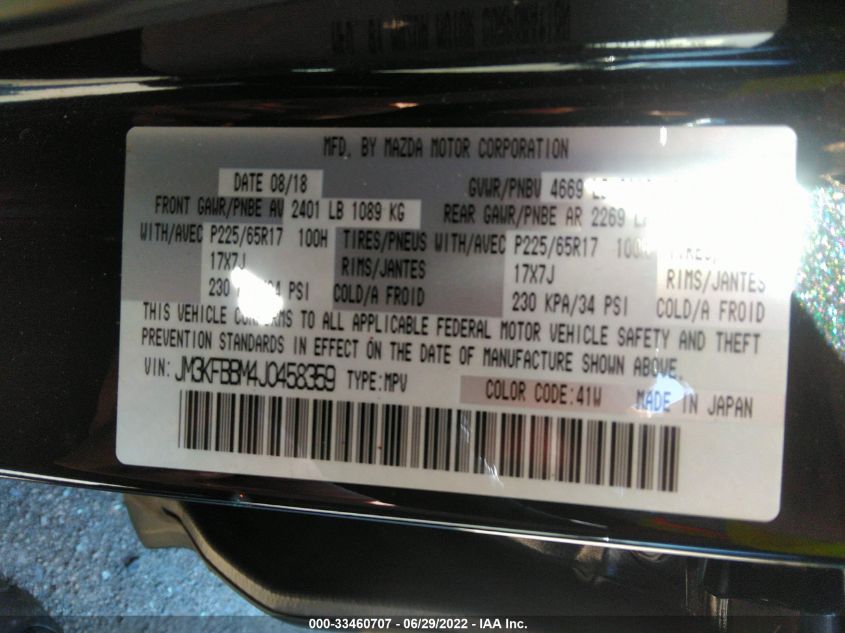 MFD. BY MAZDA MOTOR CORPORATION
DATE 08/18 GVWR/PNBV 4669
FRONT GAWR/PNBE AV 2401 LB 1089 KG REAR GAWR/PNBE AR 2269
WITH/AVEC P225/65R17 100H TIRES/PNEUS WITH/AVEC P225/65R17 100H
17X7J RIMS/JANTES 17X7J RIMS/JANTES
230 PSI COLD/A FROID 230 KPA/34 PSI COLD/A FROID
THIS VEHICLE CONFORMS TO ALL APPLICABLE FEDERAL MOTOR VEHICLE SAFETY AND THEFT
PREVENTION STANDARDS IN EFFECT ON THE DATE OF MANUFACTURE SHOWN ABOVE.
VIN: JM3KFBBM4J0458359 TYPE:MPV COLOR CODE:41W MADE IN JAPAN
000-33460707 - 06/29/2022 - IAA Inc.